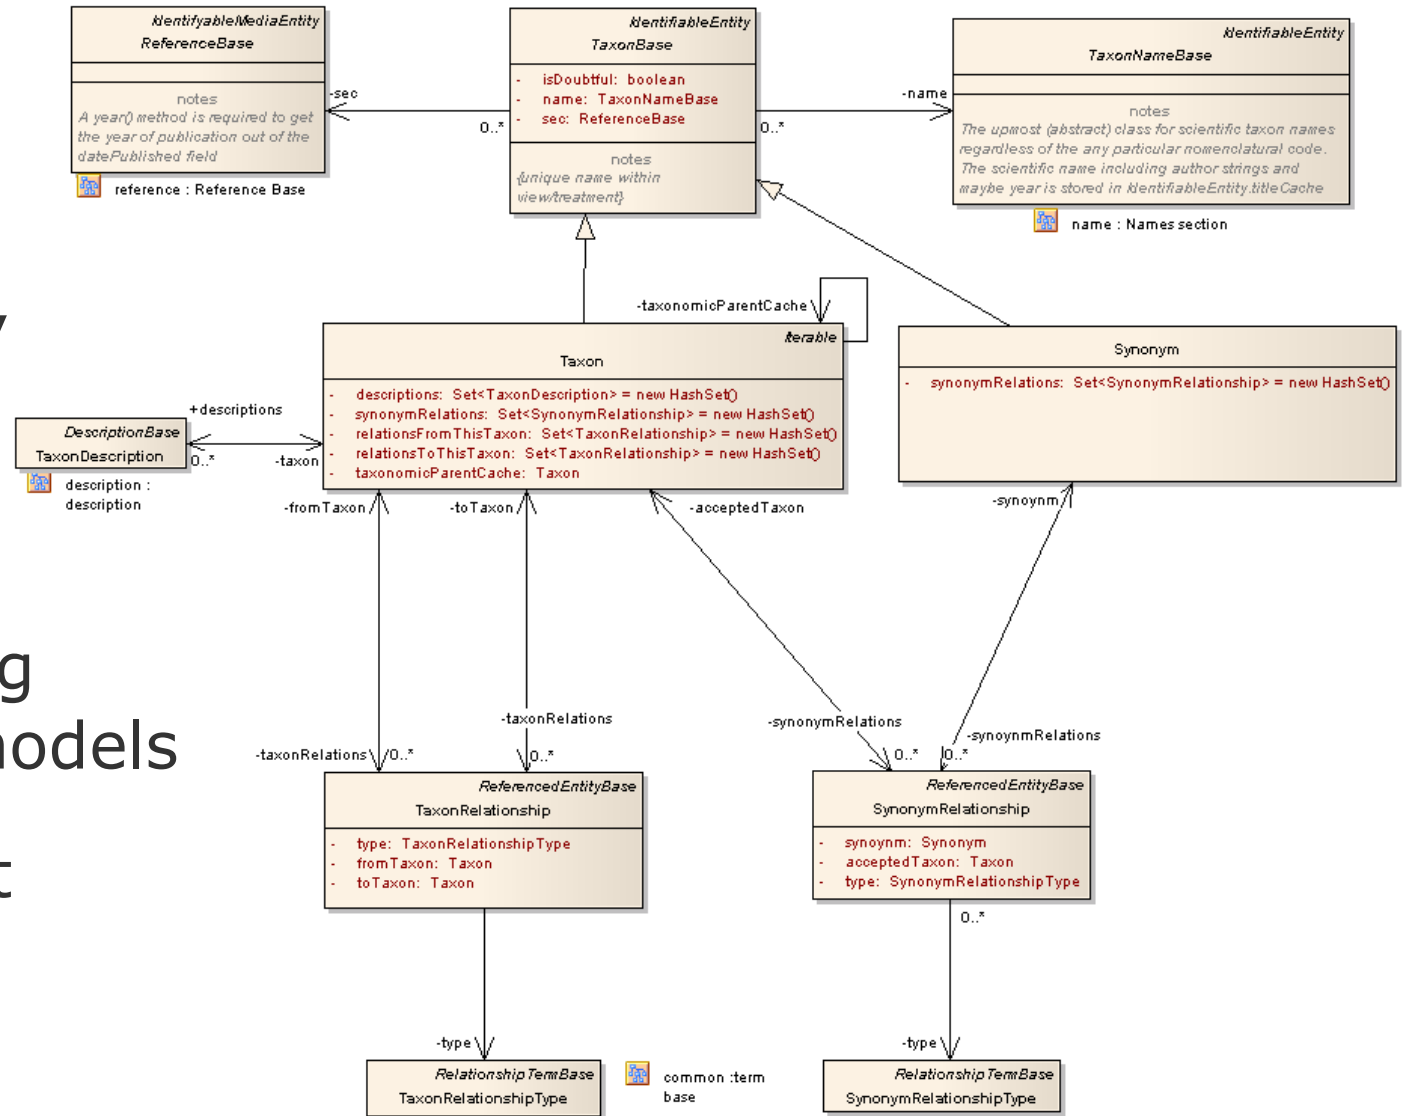 IdentifyableMediaEntity
ReferenceBase
notes
A year() method is required to get
the year of publication out of the
datePublished field
reference : Reference Base
-sec
0..*
IdentifiableEntity
TaxonBase
- isDoubtful: boolean
- name: TaxonNameBase
- sec: ReferenceBase
notes
{unique name within
view/treatment}
-name
0..*
IdentifiableEntity
TaxonNameBase
notes
The upmost (abstract) class for scientific taxon names
regardless of the any particular nomenclatural code.
The scientific name including author strings and
maybe year is stored in IdentifiableEntity.titleCache
name : Names section
-taxonomicParentCache
y
Iterable
Taxon
- descriptions: Set<TaxonDescription> = new HashSet()
- synonymRelations: Set<SynonymRelationship> = new HashSet()
- relationsFromThisTaxon: Set<TaxonRelationship> = new HashSet()
- relationsToThisTaxon: Set<TaxonRelationship> = new HashSet()
- taxonomicParentCache: Taxon
Synonym
- synonymRelations: Set<SynonymRelationship> = new HashSet()
+descriptions
0..*
-taxon
DescriptionBase
TaxonDescription
description :
description
-fromTaxon
-toTaxon
-acceptedTaxon
-synoynm
g
nodels
t
-taxonRelations
0..*
-taxonRelations
0..*
-synonymRelations
0..*
-synoynmRelations
0..*
ReferencedEntityBase
TaxonRelationship
- type: TaxonRelationshipType
- fromTaxon: Taxon
- toTaxon: Taxon
ReferencedEntityBase
SynonymRelationship
- synoynm: Synonym
- acceptedTaxon: Taxon
- type: SynonymRelationshipType
0..*
-type
-type
RelationshipTermBase
TaxonRelationshipType
common :term
base
RelationshipTermBase
SynonymRelationshipType